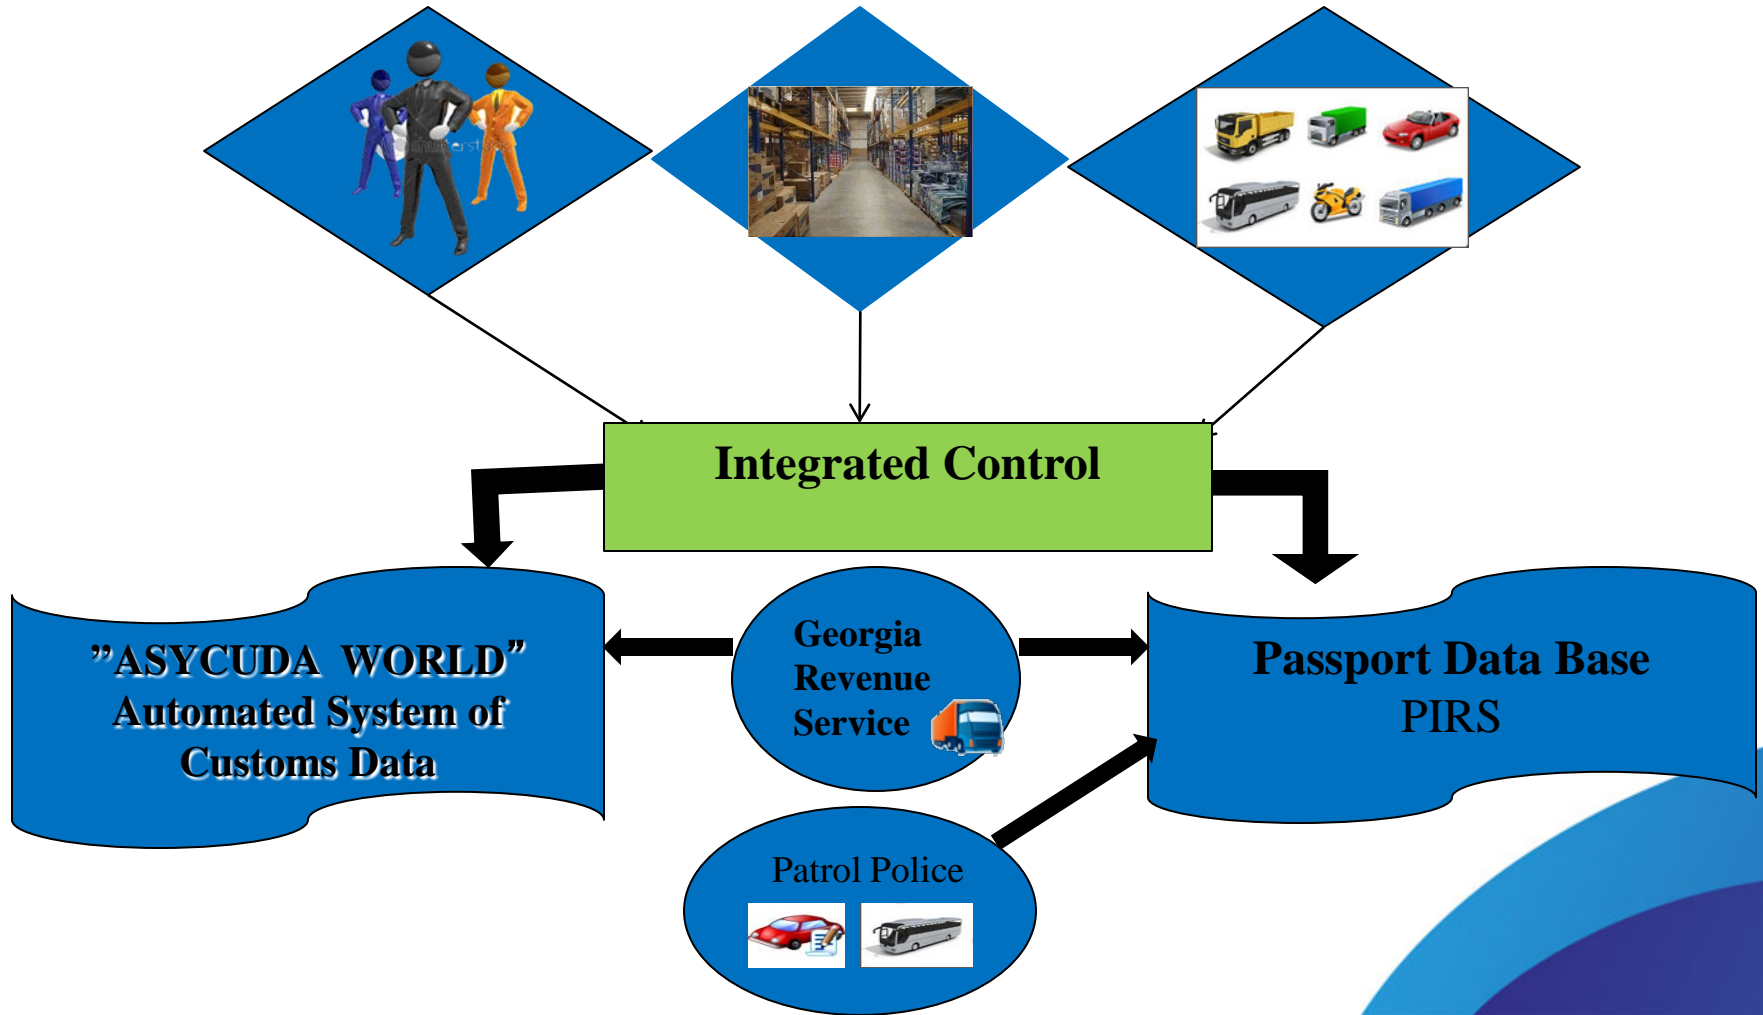 Integrated Control
”ASYCUDA WORLD”
Automated System of
Customs Data
Georgia
Revenue
Service
Passport Data Base
PIRS
Patrol Police